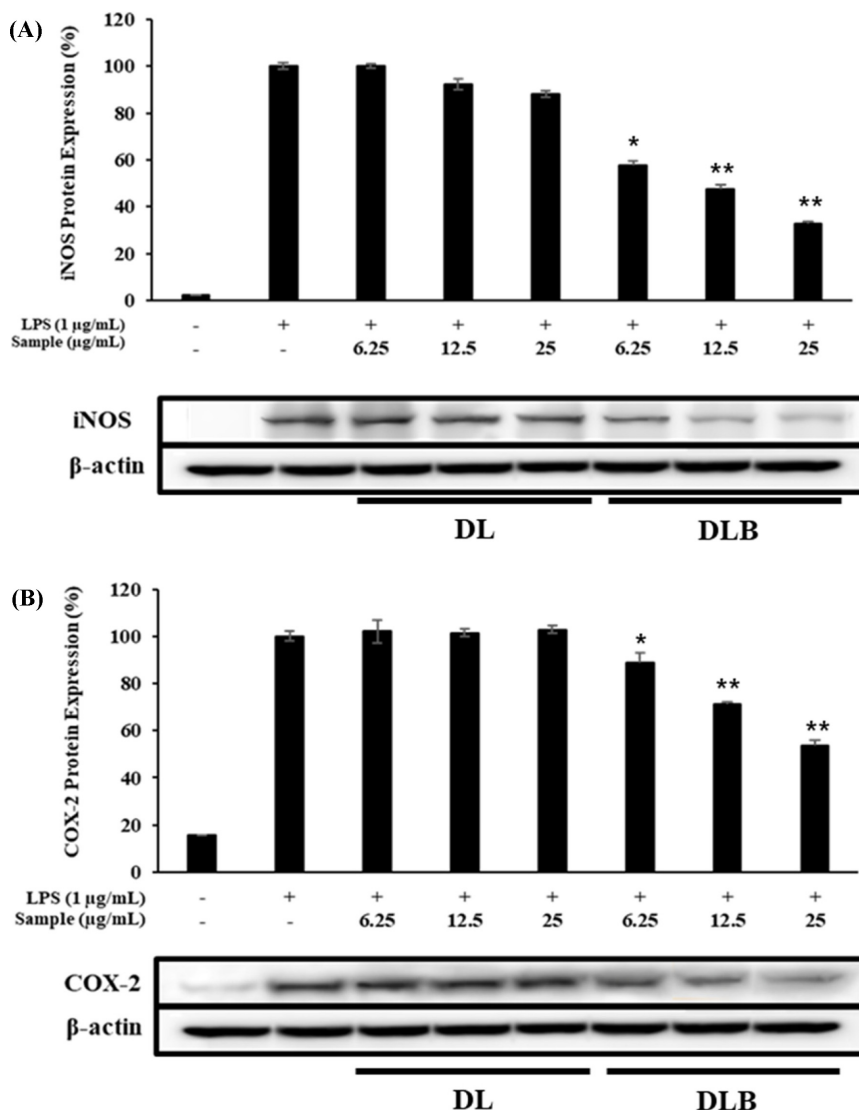 (A)
iNOS Protein Expression (%)
120
100
80
60
40
20
0
*
**
**
LPS (1 µg/mL) - + + + + + + +
Sample (µg/mL) - - 6.25 12.5 25 6.25 12.5 25
iNOS
β-actin
DL DLB
(B)
COX-2 Protein Expression (%)
120
100
80
60
40
20
0
*
**
**
LPS (1 µg/mL) - + + + + + + +
Sample (µg/mL) - - 6.25 12.5 25 6.25 12.5 25
COX-2
β-actin
DL DLB